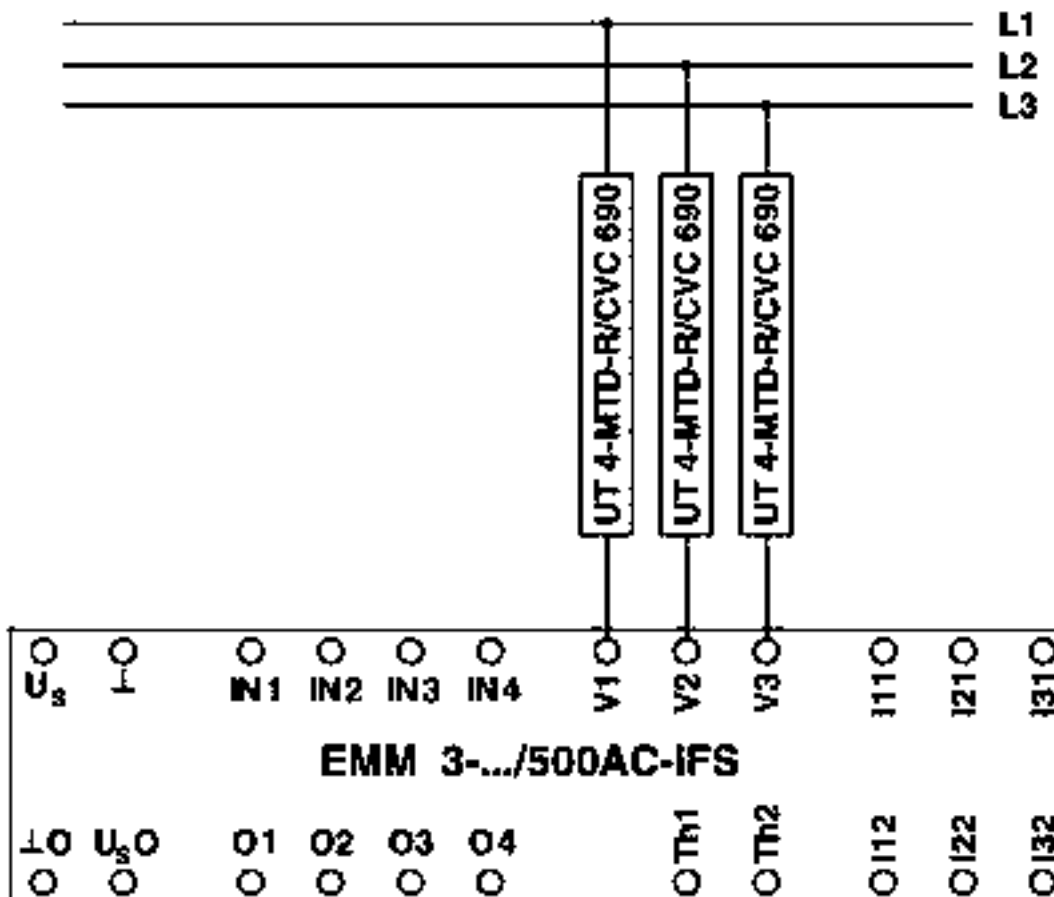 L1
L2
L3
UT 4-MTD-R/CVC 690
UT 4-MTD-R/CVC 690
UT 4-MTD-R/CVC 690
Us ⊥ IN1 IN2 IN3 IN4 V1 V2 V3 I11 I21 I31
EMM 3-.../500AC-IFS
⊥O UsO O1 O2 O3 O4 Th1 Th2 I12 I22 I32